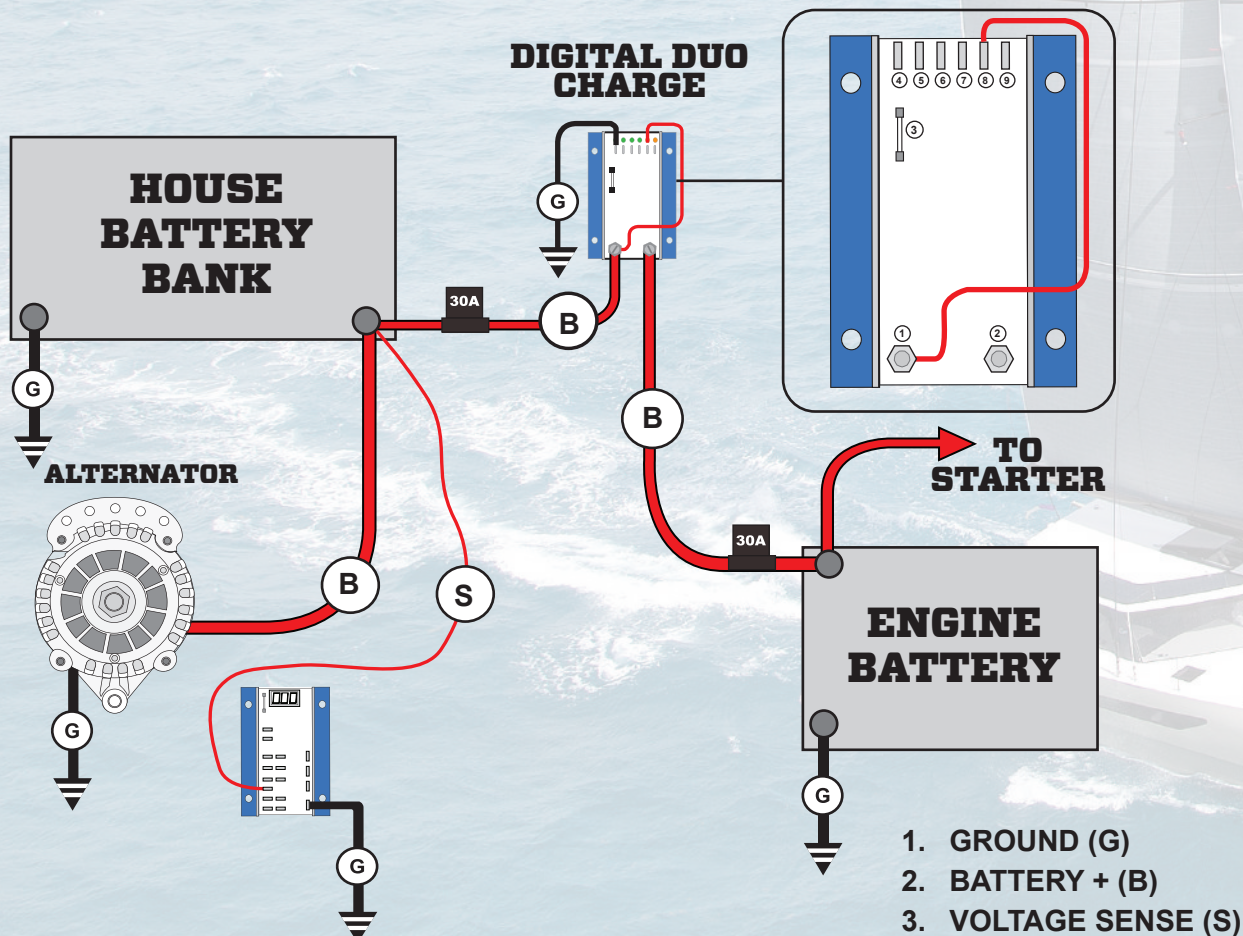 DIGITAL DUO
CHARGE
4 5 6 7 8 9
3
1 2
G
HOUSE
BATTERY
BANK
30A
B
G
B
TO
STARTER
ALTERNATOR
30A
B
S
ENGINE
BATTERY
G
000
G
G
1. GROUND (G)
2. BATTERY + (B)
3. VOLTAGE SENSE (S)